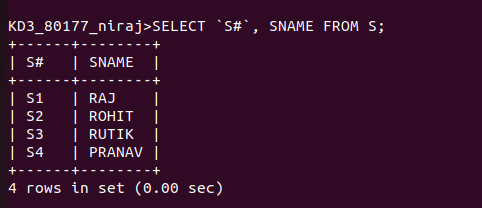 KD3_80177_niraj>SELECT `S#`, SNAME FROM S;
+------+--------+
| S#   | SNAME  |
+------+--------+
| S1   | RAJ    |
| S2   | ROHIT  |
| S3   | RUTIK  |
| S4   | PRANAV |
+------+--------+
4 rows in set (0.00 sec)